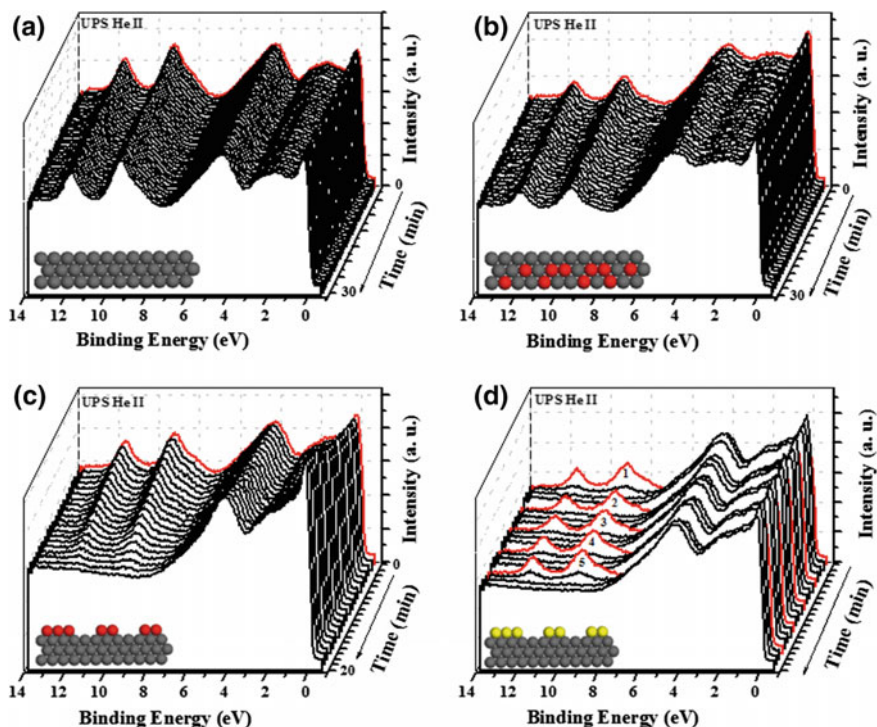 (a)
UPS He II
Intensity (a. u.)
0
Time (min)
30
14 12 10 8 6 4 2 0
Binding Energy (eV)
(b)
UPS He II
Intensity (a. u.)
0
Time (min)
30
14 12 10 8 6 4 2 0
Binding Energy (eV)
(c)
UPS He II
Intensity (a. u.)
0
Time (min)
20
14 12 10 8 6 4 2 0
Binding Energy (eV)
(d)
UPS He II
1
2
3
4
5
Intensity (a. u.)
Time (min)
14 12 10 8 6 4 2 0
Binding Energy (eV)